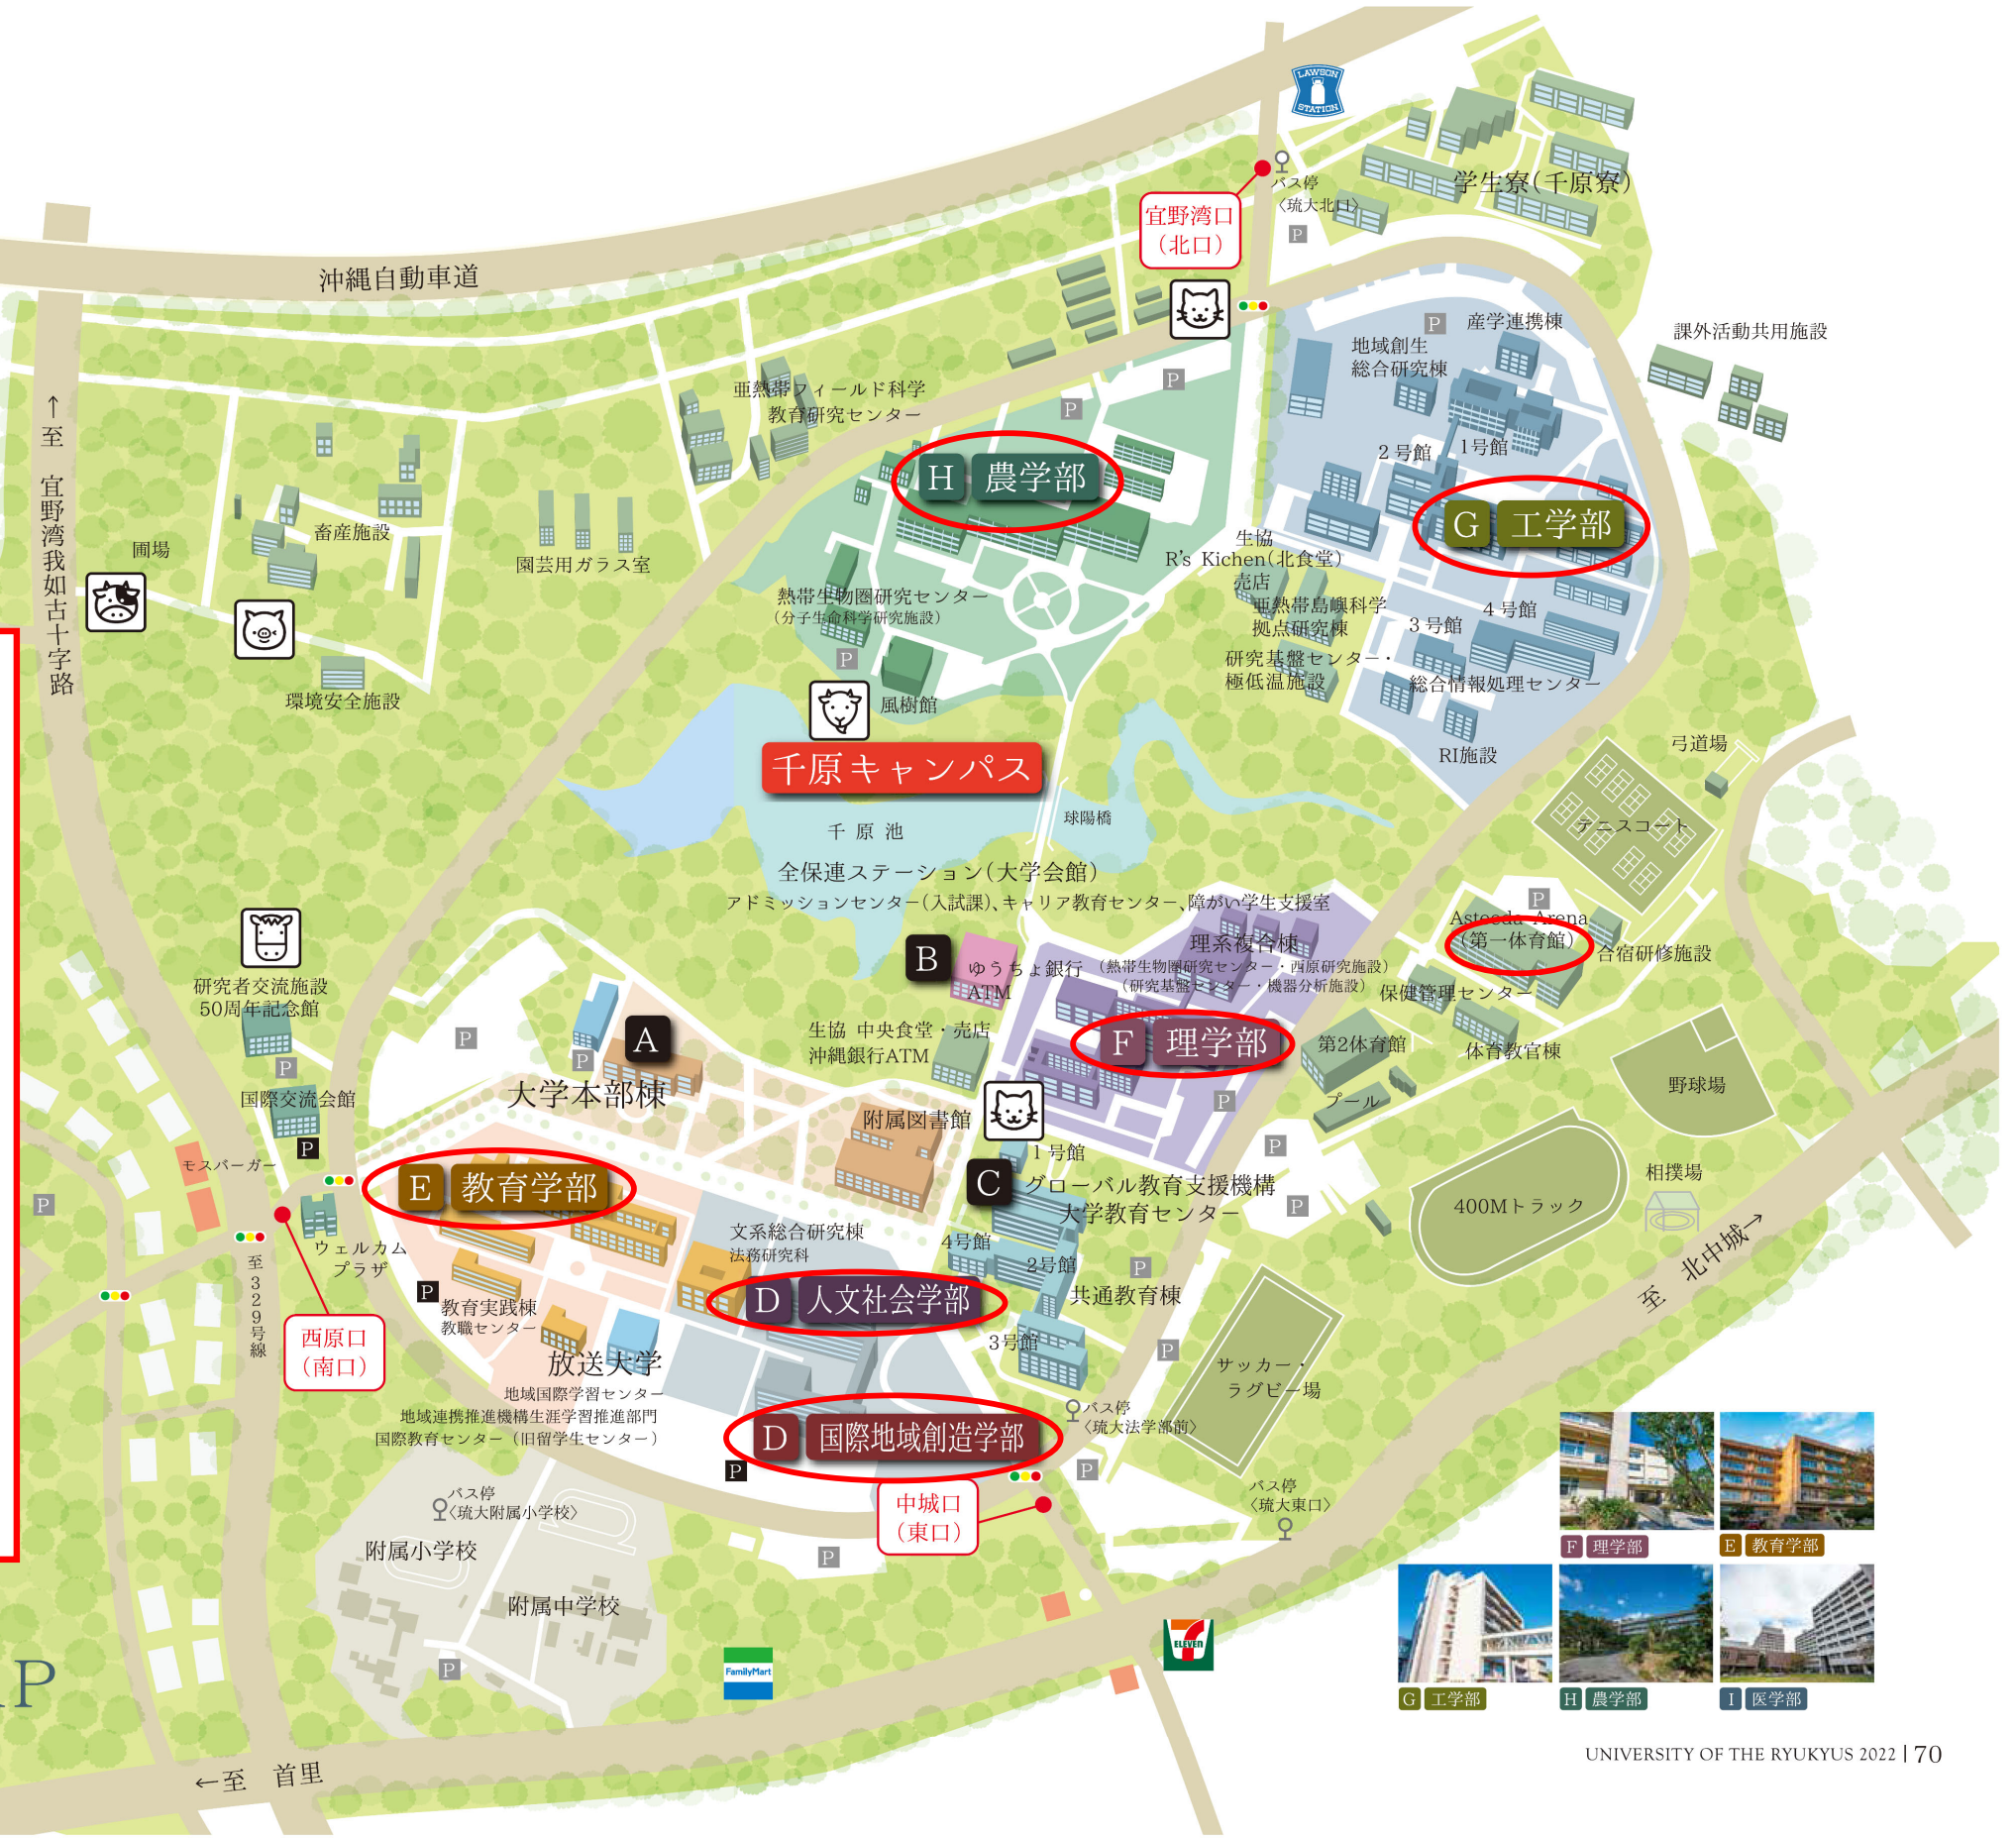 LAWSON
STATION
学生寮(千原寮)
バス停
〈琉大北口〉
P
宜野湾口
(北口)
沖縄自動車道
←至 宜野湾我如古十字路
課外活動共用施設
P
産学連携棟
地域創生
総合研究棟
2号館
1号館
G 工学部
亜熱帯フィールド科学
教育研究センター
P
P
H 農学部
畜産施設
圃場
園芸用ガラス室
環境安全施設
生協
R's Kichen(北食堂)
売店
亜熱帯島嶼科学
拠点研究棟
研究基盤センター・
極低温施設
3号館
4号館
総合情報処理センター
RI施設
熱帯生物圏研究センター
(分子生命科学研究施設)
P
風樹館
千原キャンパス
千原池
球陽橋
弓道場
テニスコート
全保連ステーション(大学会館)
アドミッションセンター(入試課)、キャリア教育センター、障がい学生支援室
P
Asteeda Arena
(第一体育館)
合宿研修施設
保健管理センター
体育教官棟
第2体育館
プール
野球場
相撲場
400Mトラック
至 北中城→
B
ゆうちょ銀行
ATM
理系複合棟
(熱帯生物圏研究センター・西原研究施設)
(研究基盤センター・機器分析施設)
F 理学部
P
P
P
生協 中央食堂・売店
沖縄銀行ATM
研究者交流施設
50周年記念館
P
国際交流会館
P
P
P
A
大学本部棟
附属図書館
1号館
C
グローバル教育支援機構
大学教育センター
4号館
2号館
共通教育棟
P
3号館
P
モスバーガー
P
ウェルカム
プラザ
至329号線
西原口
(南口)
E 教育学部
P
教育実践棟
教職センター
文系総合研究棟
法務研究科
D 人文社会学部
放送大学
地域国際学習センター
地域連携推進機構生涯学習推進部門
国際教育センター(旧留学生センター)
D 国際地域創造学部
P
バス停
〈琉大法学部前〉
P
サッカー・
ラグビー場
バス停
〈琉大東口〉
中城口
(東口)
P
バス停
〈琉大附属小学校〉
附属小学校
附属中学校
P
FamilyMart
7
ELEVEN
←至 首里
P
F 理学部
E 教育学部
G 工学部
H 農学部
I 医学部
UNIVERSITY OF THE RYUKYUS 2022 | 70